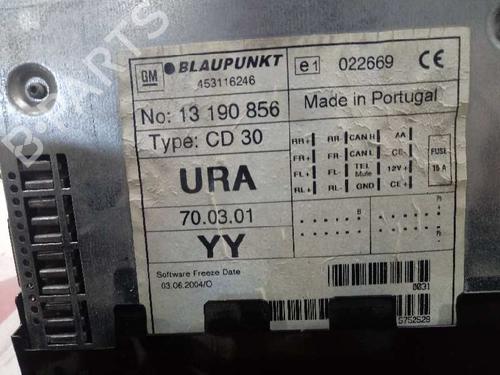 GM BLAUPUNKT
453116246
e1 022669 CE
No: 13 190 856
Made in Portugal
Type: CD 30
RR+ RR- CAN H AA
FR+ FR- CAN L
FL+ FL- TEL Mute 12V+
RL+ RL- GND
FUSE
15 A
URA
70.03.01
YY
Software Freeze Date
03.06.2004/O
0031
5752529
B-PARTS